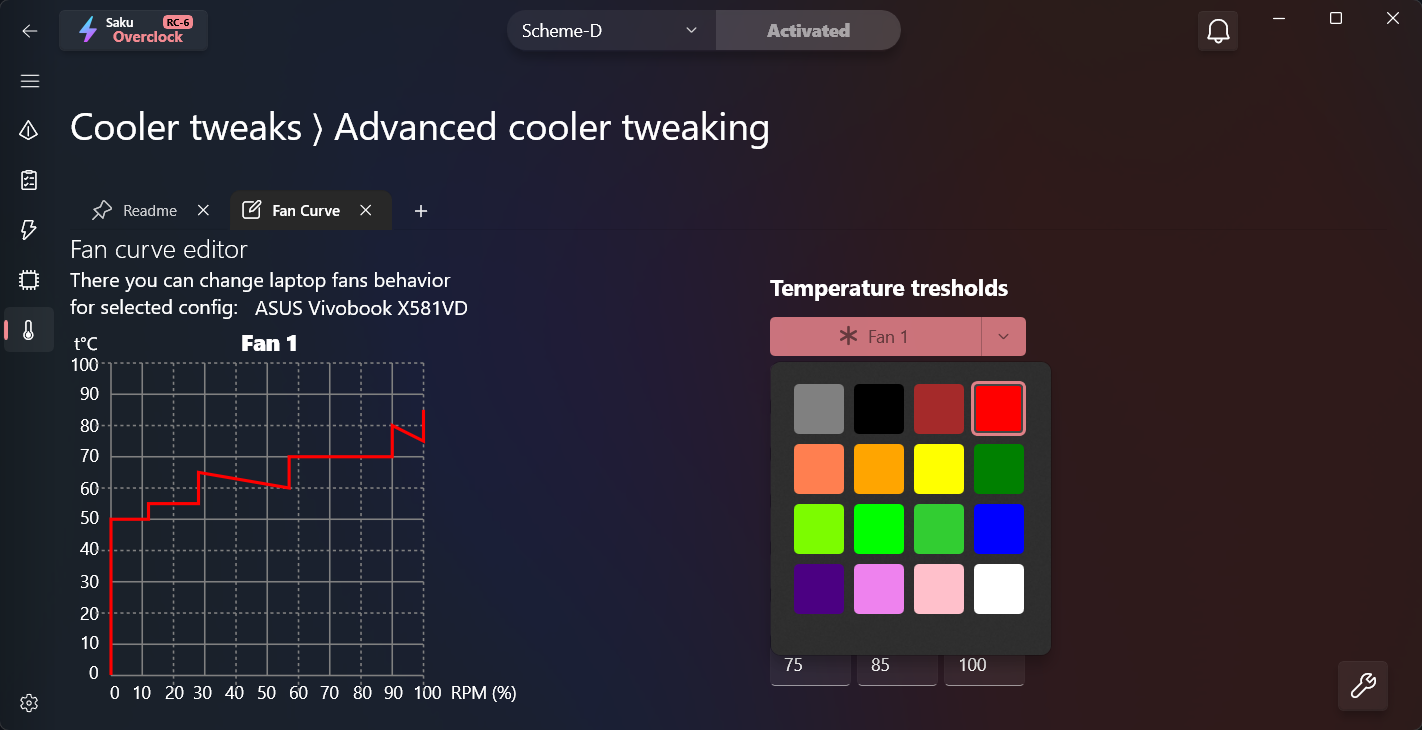 Saku RC-6
Overclock
Scheme-D
Activated
Cooler tweaks ⟩ Advanced cooler tweaking
Readme
Fan Curve
Fan curve editor
There you can change laptop fans behavior
for selected config: ASUS Vivobook X581VD
t°C
Fan 1
100
90
80
70
60
50
40
30
20
10
0
0 10 20 30 40 50 60 70 80 90 100 RPM (%)
Temperature tresholds
Fan 1
75 85 100